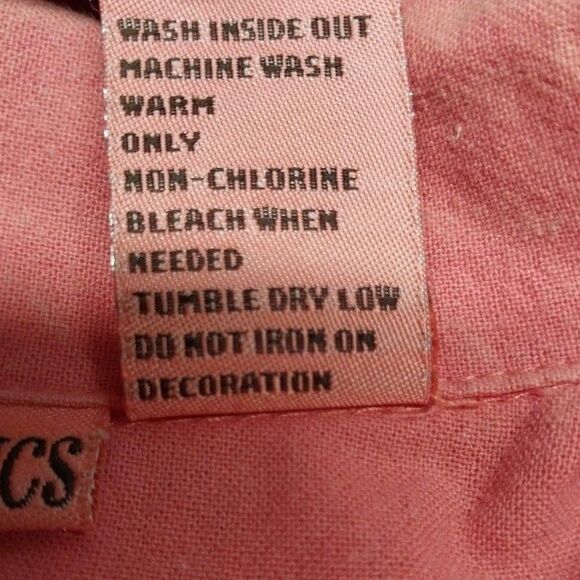 WASH INSIDE OUT
MACHINE WASH
WARM
ONLY
NON-CHLORINE
BLEACH WHEN
NEEDED
TUMBLE DRY LOW
DO NOT IRON ON
DECORATION
CS